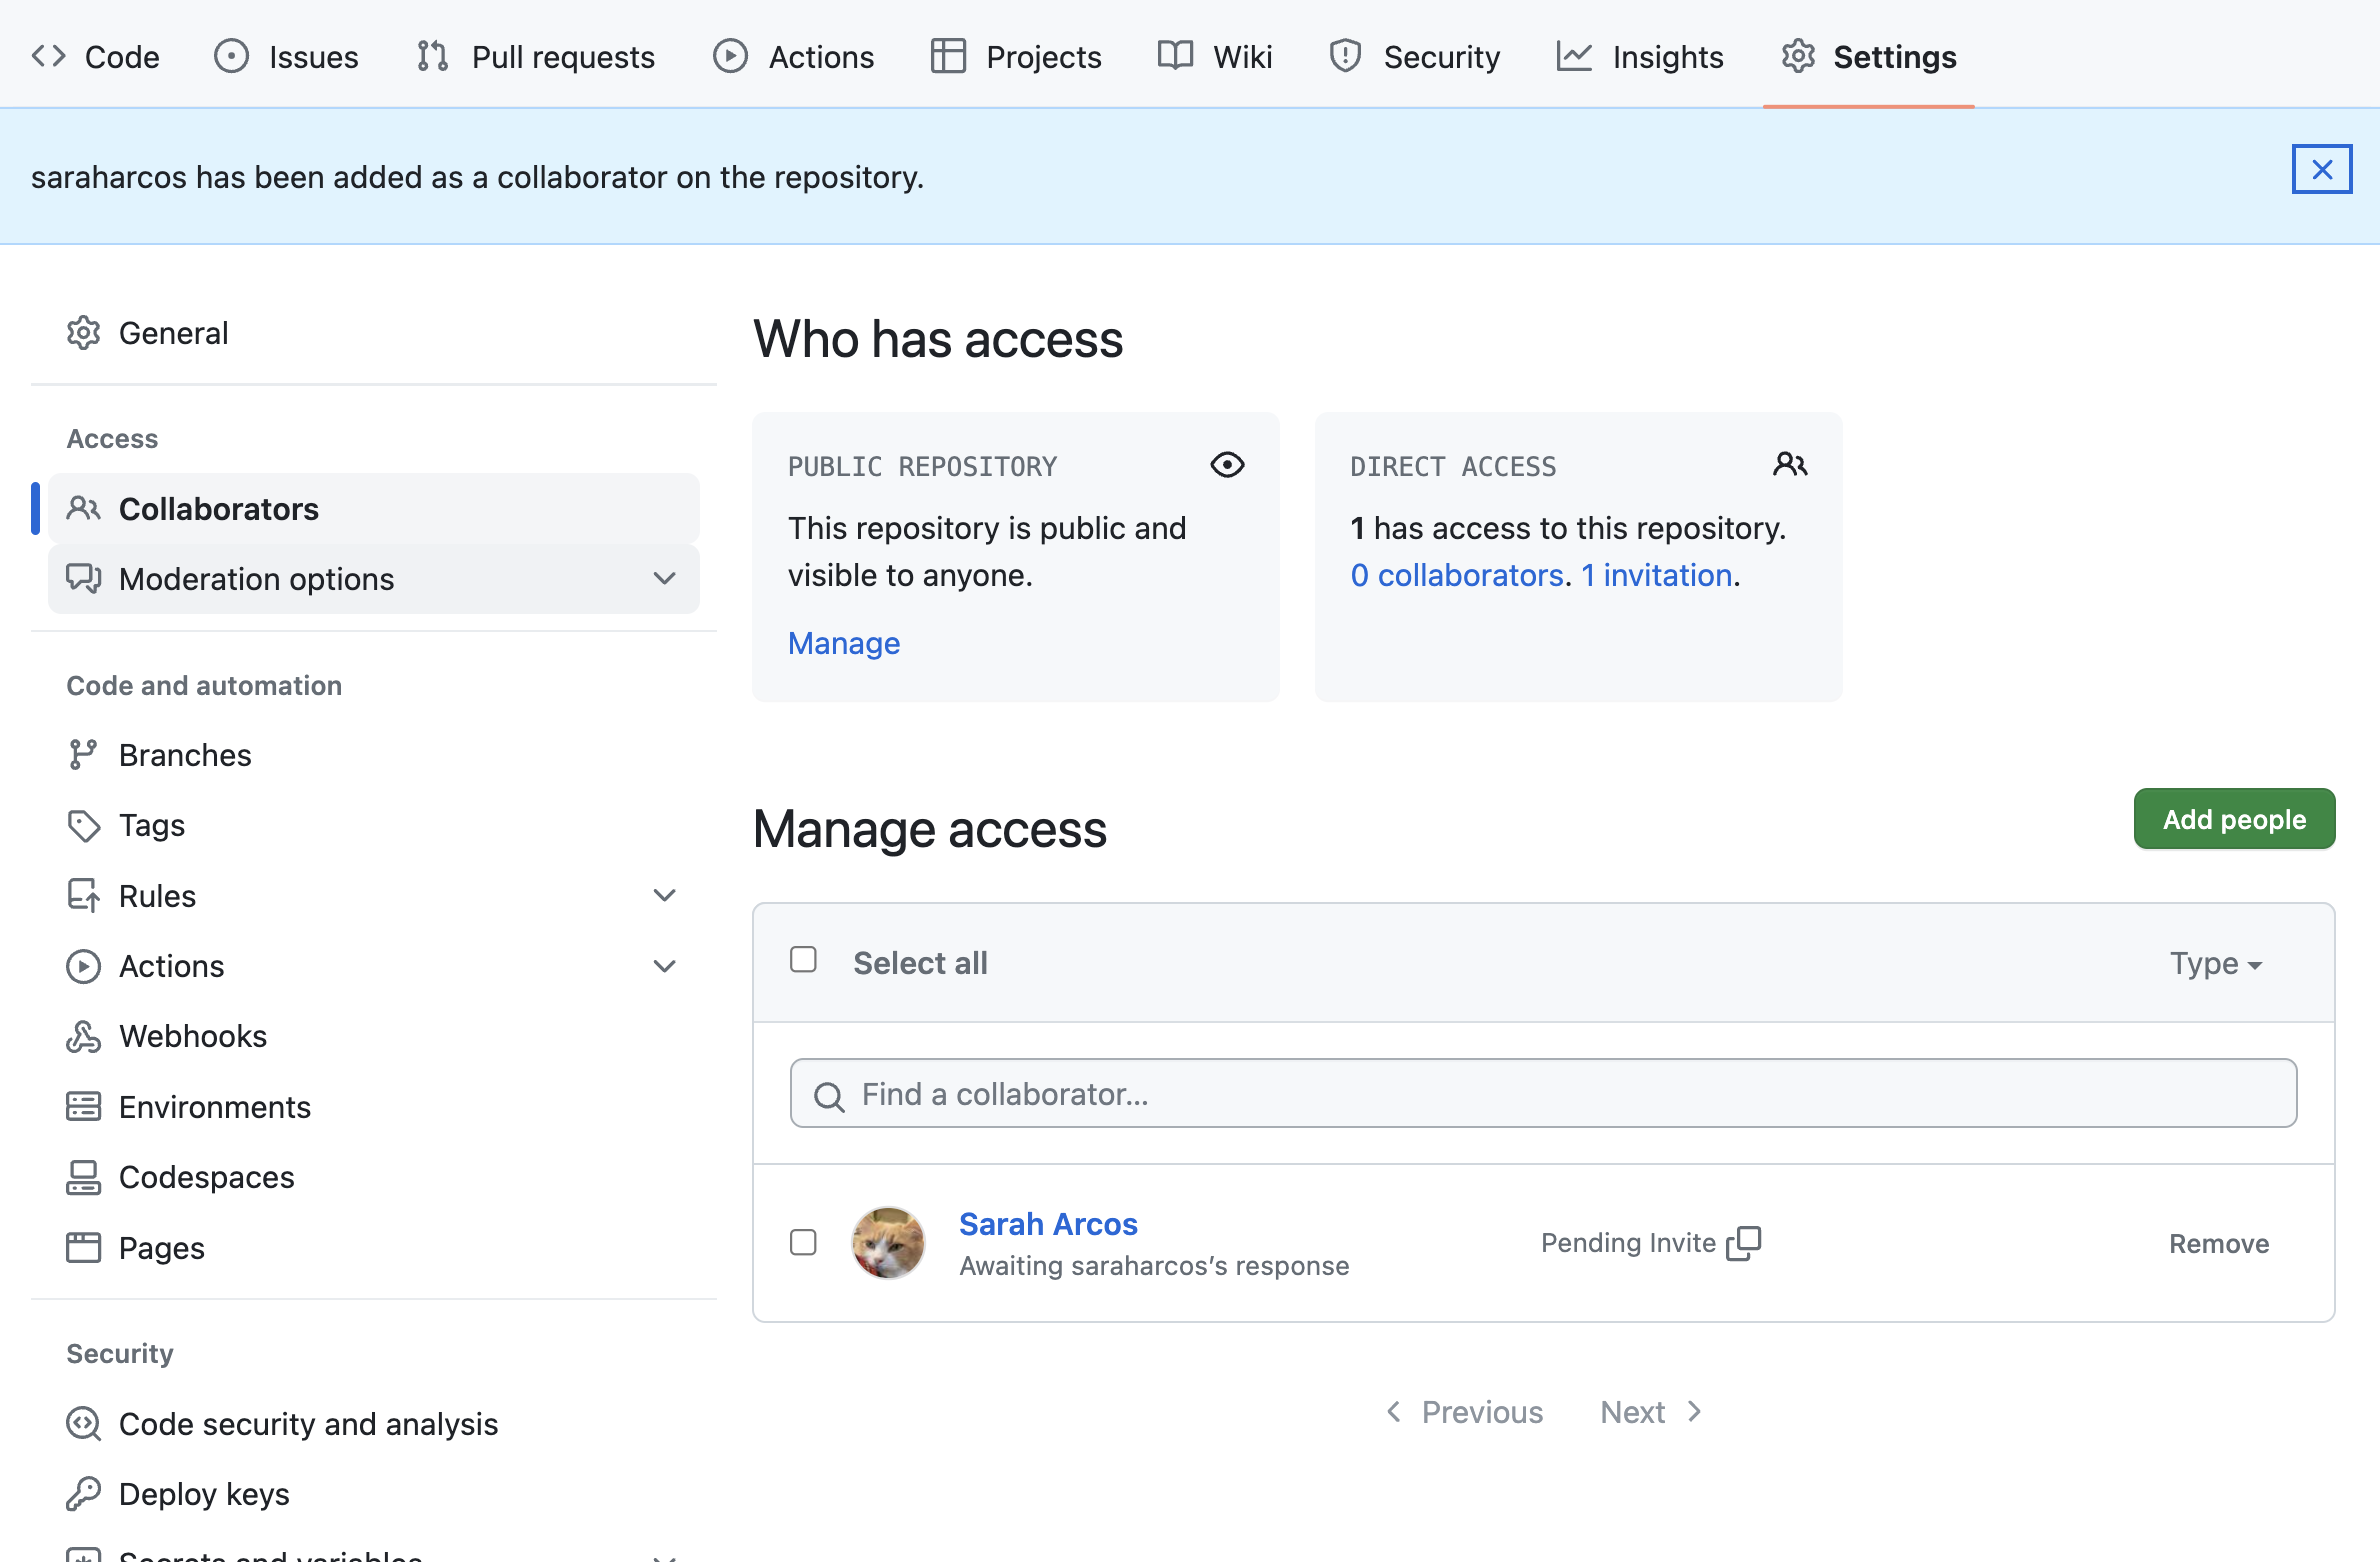 Code Issues Pull requests Actions Projects Wiki Security Insights Settings
saraharcos has been added as a collaborator on the repository.
General
Access
Collaborators
Moderation options
Code and automation
Branches
Tags
Rules
Actions
Webhooks
Environments
Codespaces
Pages
Security
Code security and analysis
Deploy keys
Secrets and variables
Who has access
PUBLIC REPOSITORY
This repository is public and
visible to anyone.
Manage
DIRECT ACCESS
1 has access to this repository.
0 collaborators. 1 invitation.
Manage access
Add people
Select all
Type
Find a collaborator...
Sarah Arcos
Awaiting saraharcos’s response
Pending Invite
Remove
Previous Next